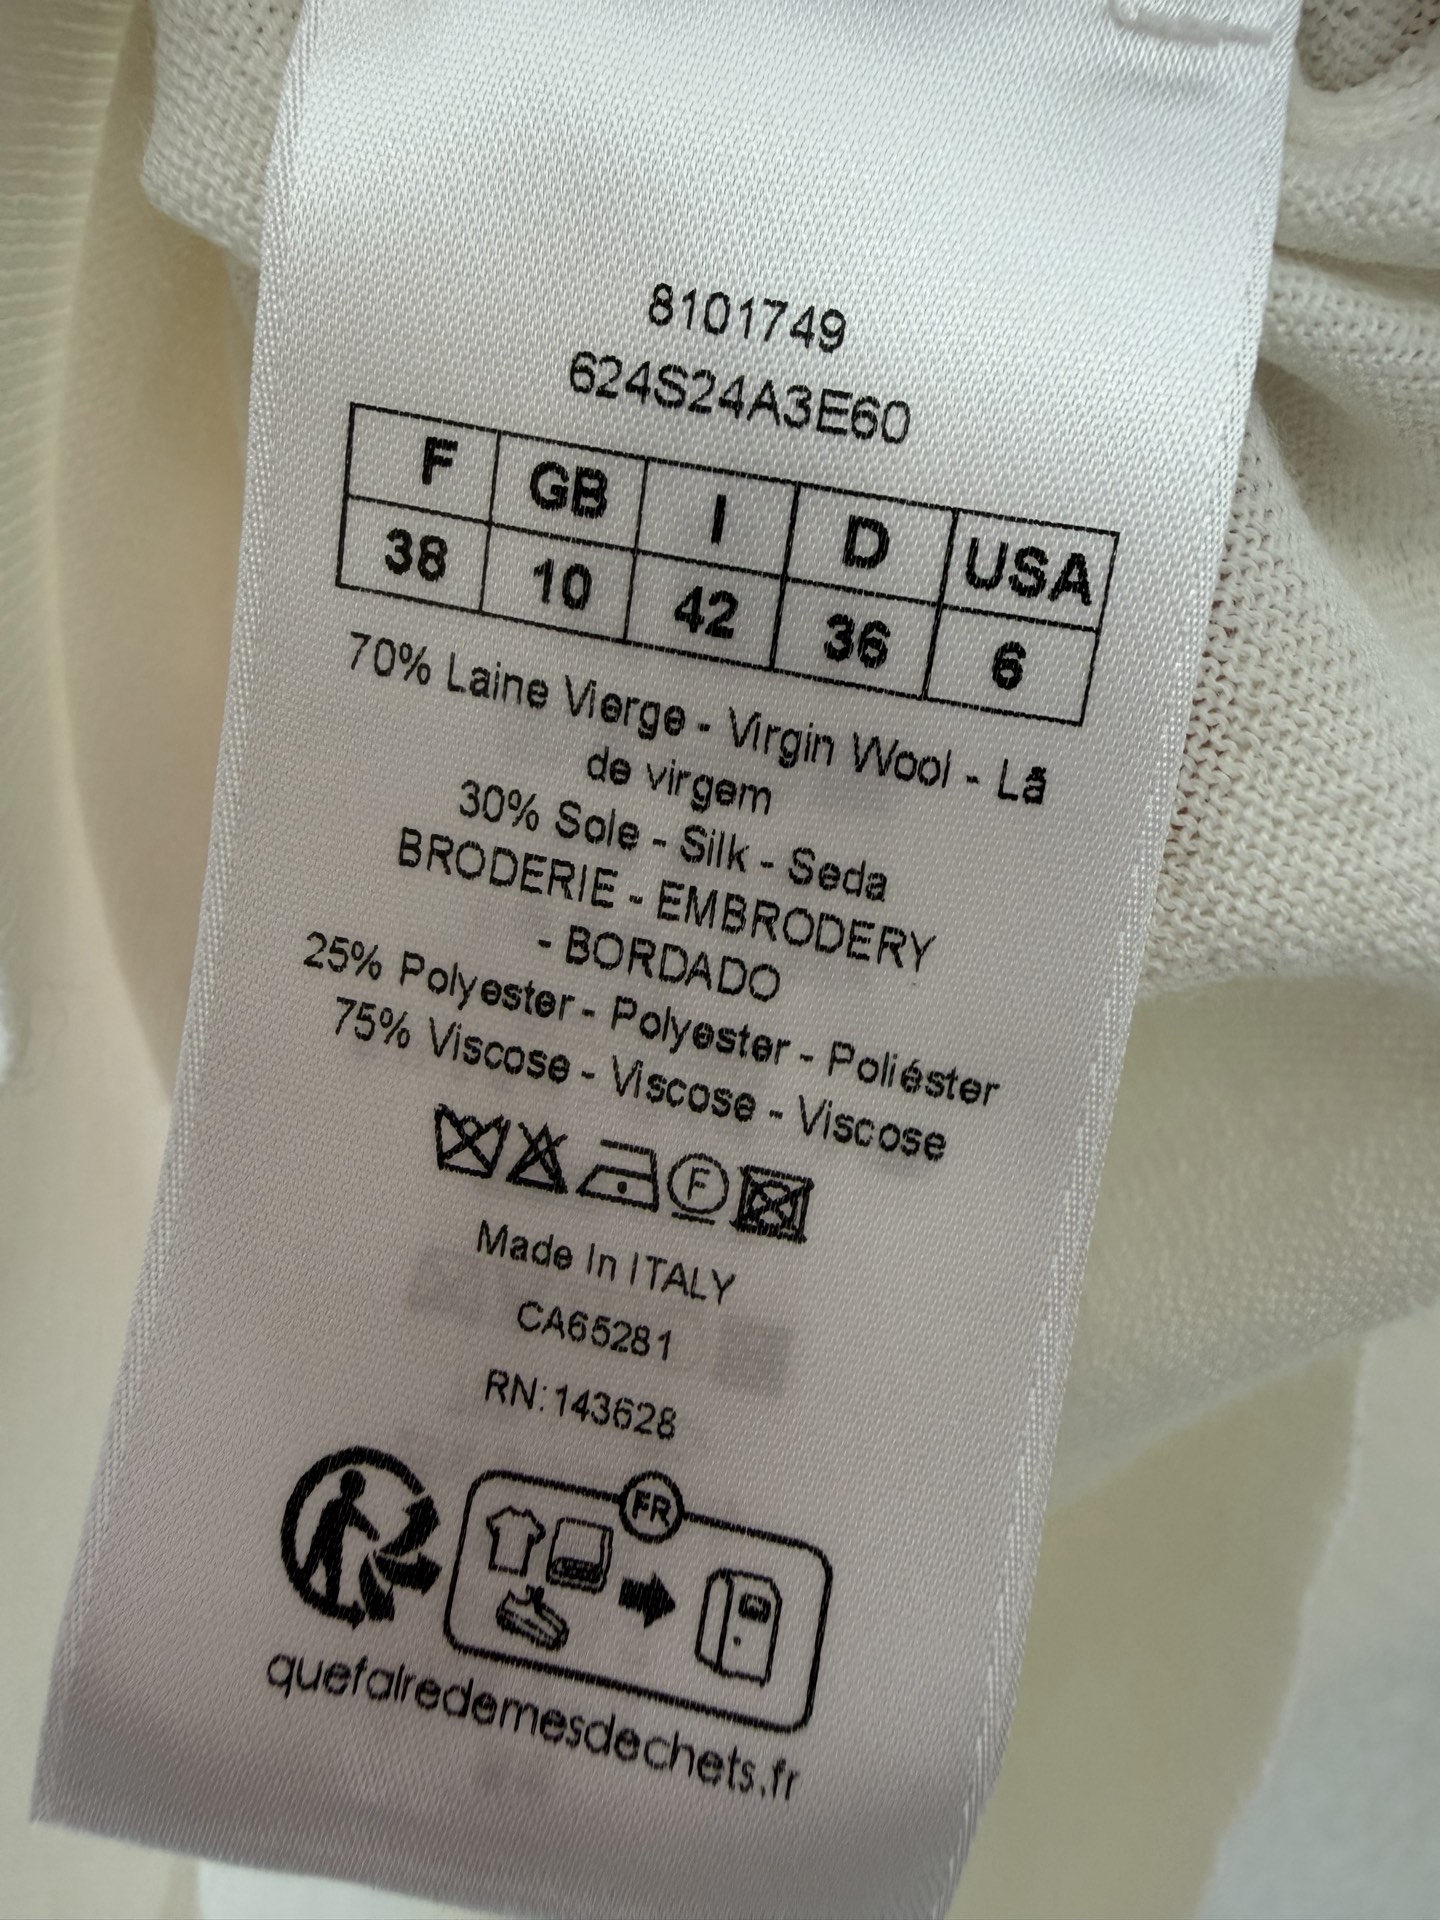 8101749
624S24A3E60
F GB I D USA
38 10 42 36 6
70% Laine Vierge - Virgin Wool - Lã
de virgem
30% Soie - Silk - Seda
BRODERIE - EMBRODERY
- BORDADO
25% Polyester - Polyester - Poliéster
75% Viscose - Viscose - Viscose
F
Made In ITALY
CA65281
RN:143628
FR
quefairedemesdechets.fr